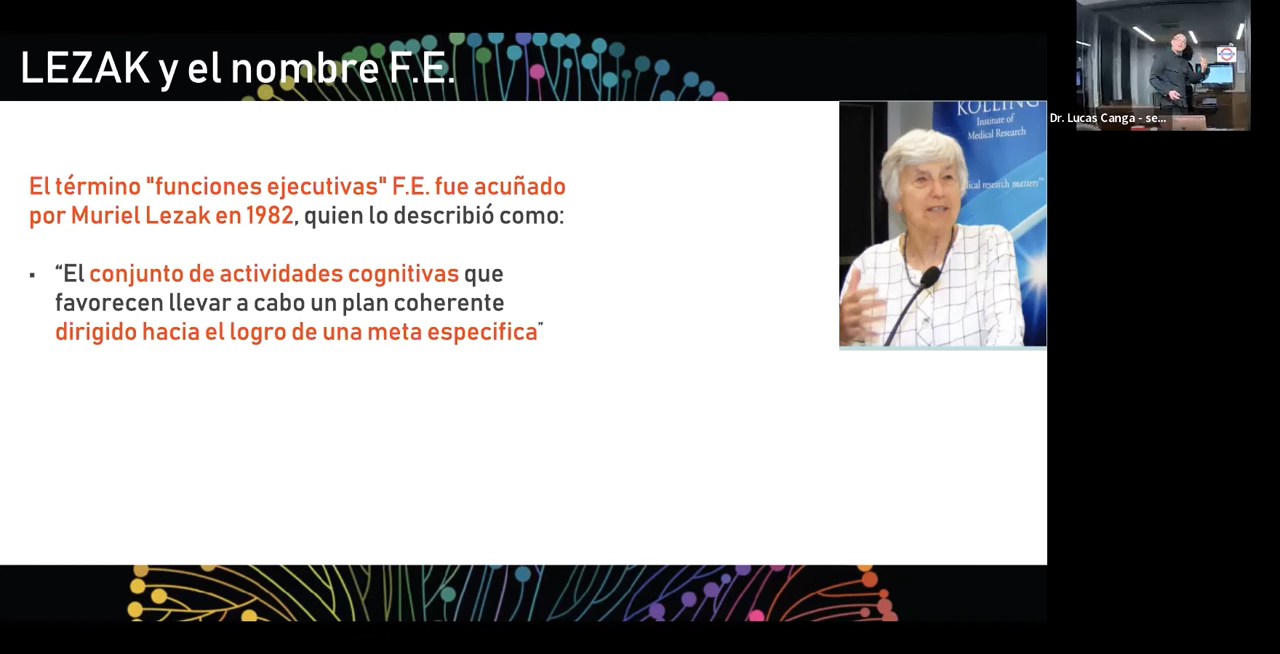 LEZAK y el nombre F.E.
El término "funciones ejecutivas" F.E. fue acuñado
por Muriel Lezak en 1982, quien lo describió como:
▪ “El conjunto de actividades cognitivas que
favorecen llevar a cabo un plan coherente
dirigido hacia el logro de una meta especifica”
KOLLING
Institute of
Medical Research
ical research matters
Dr. Lucas Canga - se...